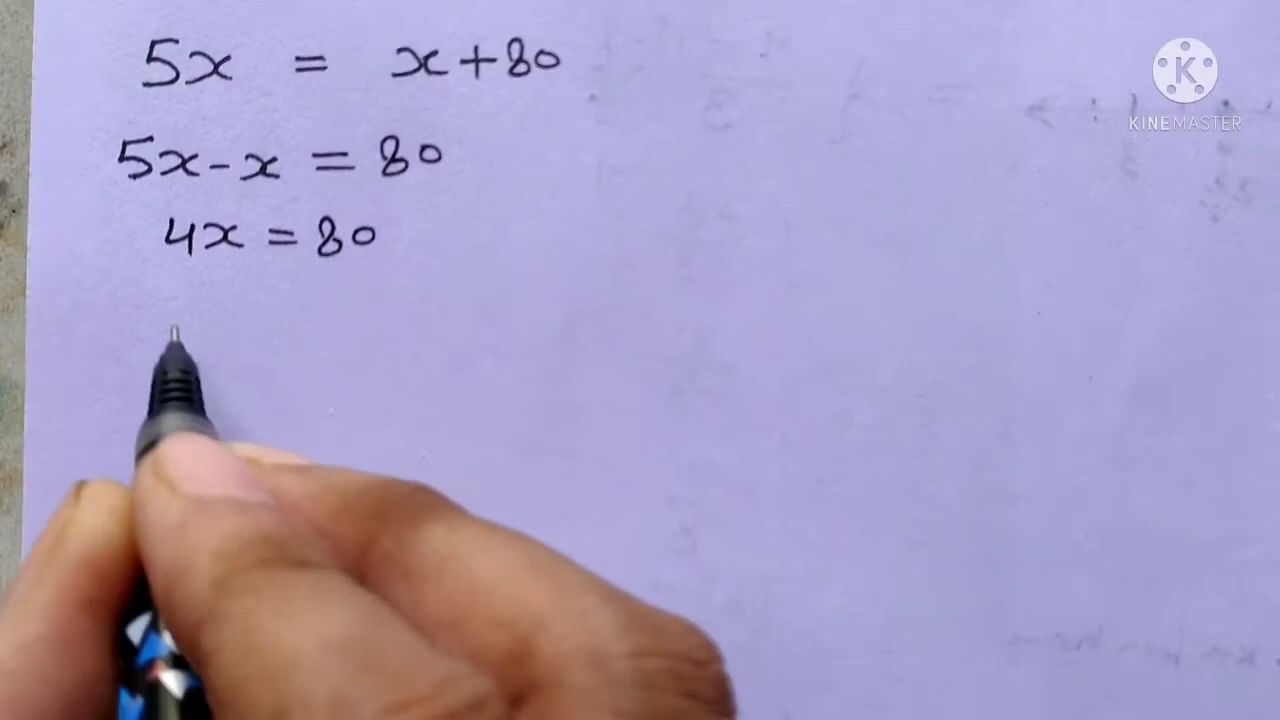 5x = x+80
5x-x = 80
4x = 80
K
KINEMASTER